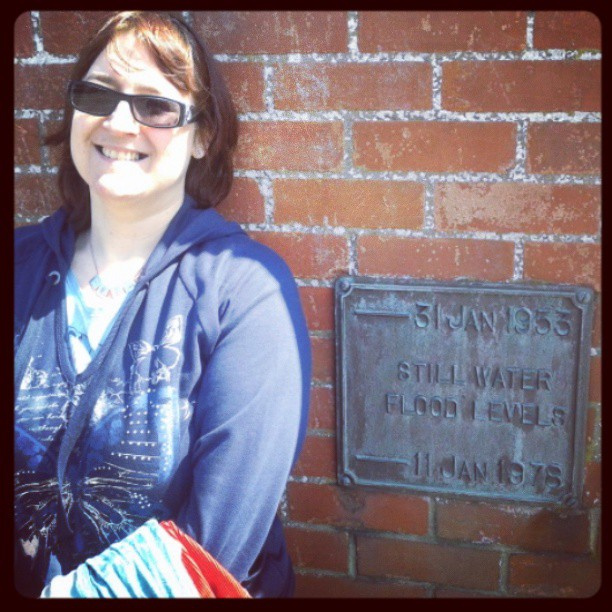 31 JAN 1953
STILL WATER
FLOOD LEVELS
11 JAN 1978